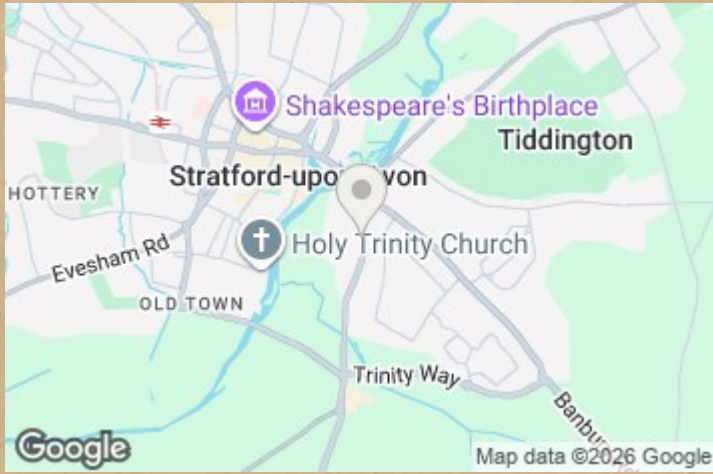 Shakespeare's Birthplace
Tiddington
Stratford-upon-Avon
HOTTERY
Holy Trinity Church
Evesham Rd
OLD TOWN
Trinity Way
Google
Map data ©2026 Google